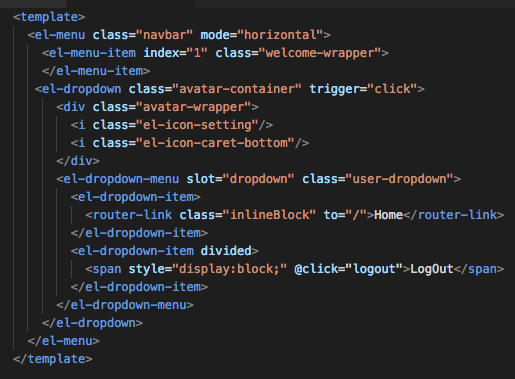 <template>
  <el-menu class="navbar" mode="horizontal">
    <el-menu-item index="1" class="welcome-wrapper">
    </el-menu-item>
   <el-dropdown class="avatar-container" trigger="click">
      <div class="avatar-wrapper">
        <i class="el-icon-setting"/>
        <i class="el-icon-caret-bottom"/>
      </div>
      <el-dropdown-menu slot="dropdown" class="user-dropdown">
        <el-dropdown-item>
          <router-link class="inlineBlock" to="/">Home</router-link>
        </el-dropdown-item>
        <el-dropdown-item divided>
          <span style="display:block;" @click="logout">LogOut</span>
        </el-dropdown-item>
      </el-dropdown-menu>
    </el-dropdown>
  </el-menu>
</template>